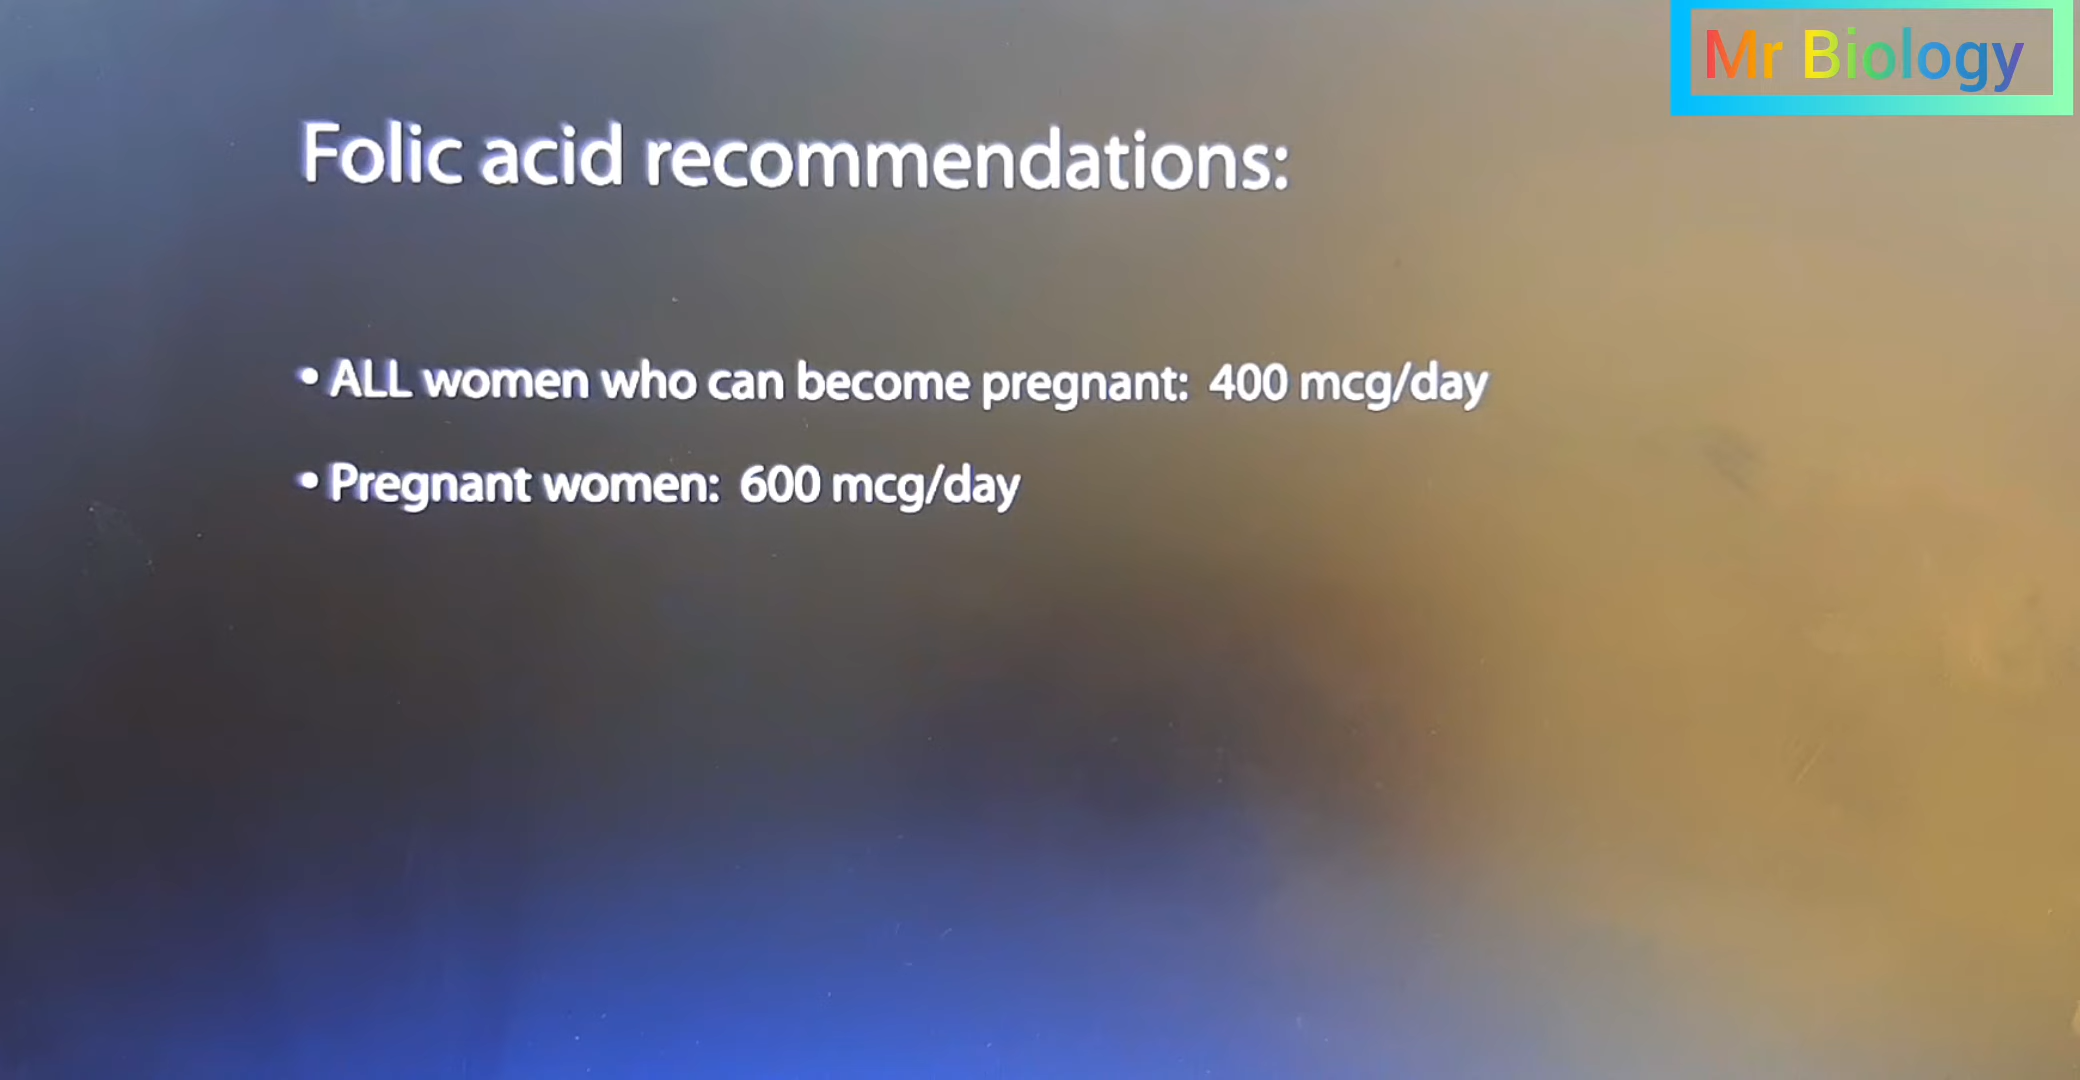 Mr Biology
Folic acid recommendations:
• ALL women who can become pregnant: 400 mcg/day
• Pregnant women: 600 mcg/day